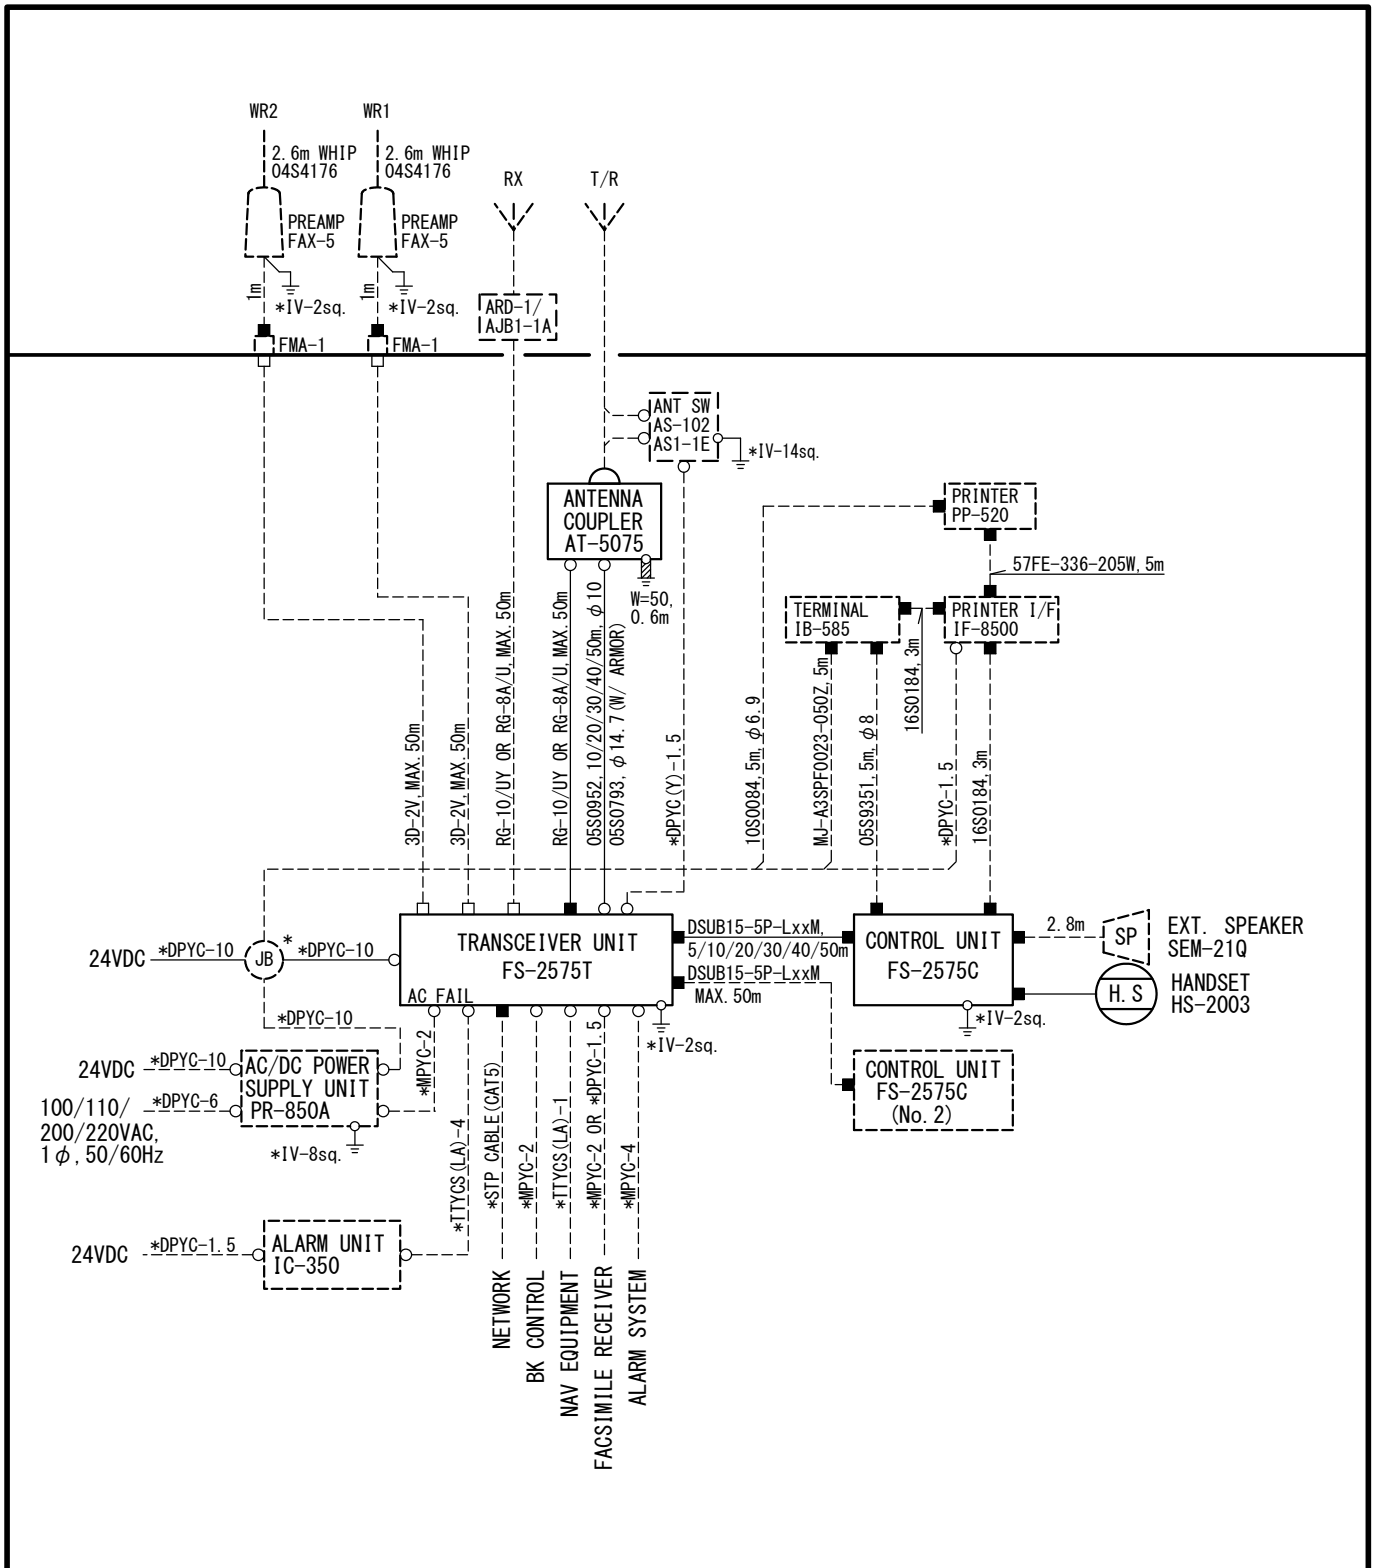 WR2
WR1
2.6m WHIP
04S4176
2.6m WHIP
04S4176
RX
T/R
PREAMP
FAX-5
PREAMP
FAX-5
1m
*IV-2sq.
1m
*IV-2sq.
ARD-1/
AJB1-1A
FMA-1
FMA-1
ANT SW
AS-102
AS1-1E
*IV-14sq.
ANTENNA
COUPLER
AT-5075
W=50,
0.6m
PRINTER
PP-520
57FE-336-205W,5m
TERMINAL
IB-585
PRINTER I/F
IF-8500
16S0184,3m
3D-2V,MAX.50m
3D-2V,MAX.50m
RG-10/UY OR RG-8A/U,MAX.50m
RG-10/UY OR RG-8A/U,MAX.50m
05S0952,10/20/30/40/50m,φ10
05S0793,φ14.7(W/ ARMOR)
*DPYC(Y)-1.5
10S0084,5m,φ6.9
MJ-A3SPF0023-050Z,5m
05S9351,5m,φ8
*DPYC-1.5
16S0184,3m
24VDC
*DPYC-10
JB
*
*DPYC-10
TRANSCEIVER UNIT
FS-2575T
AC FAIL
DSUB15-5P-LxxM,
5/10/20/30/40/50m
DSUB15-5P-LxxM
MAX.50m
CONTROL UNIT
FS-2575C
2.8m
SP
EXT. SPEAKER
SEM-21Q
H.S
HANDSET
HS-2003
*IV-2sq.
*IV-2sq.
*DPYC-10
24VDC
*DPYC-10
AC/DC POWER
SUPPLY UNIT
PR-850A
100/110/
200/220VAC,
1φ,50/60Hz
*DPYC-6
*IV-8sq.
CONTROL UNIT
FS-2575C
(No.2)
*MPYC-2
*TTYCS(LA)-4
*STP CABLE(CAT5)
*MPYC-2
*TTYCS(LA)-1
*MPYC-2 OR *DPYC-1.5
*MPYC-4
24VDC
*DPYC-1.5
ALARM UNIT
IC-350
NETWORK
BK CONTROL
NAV EQUIPMENT
FACSIMILE RECEIVER
ALARM SYSTEM